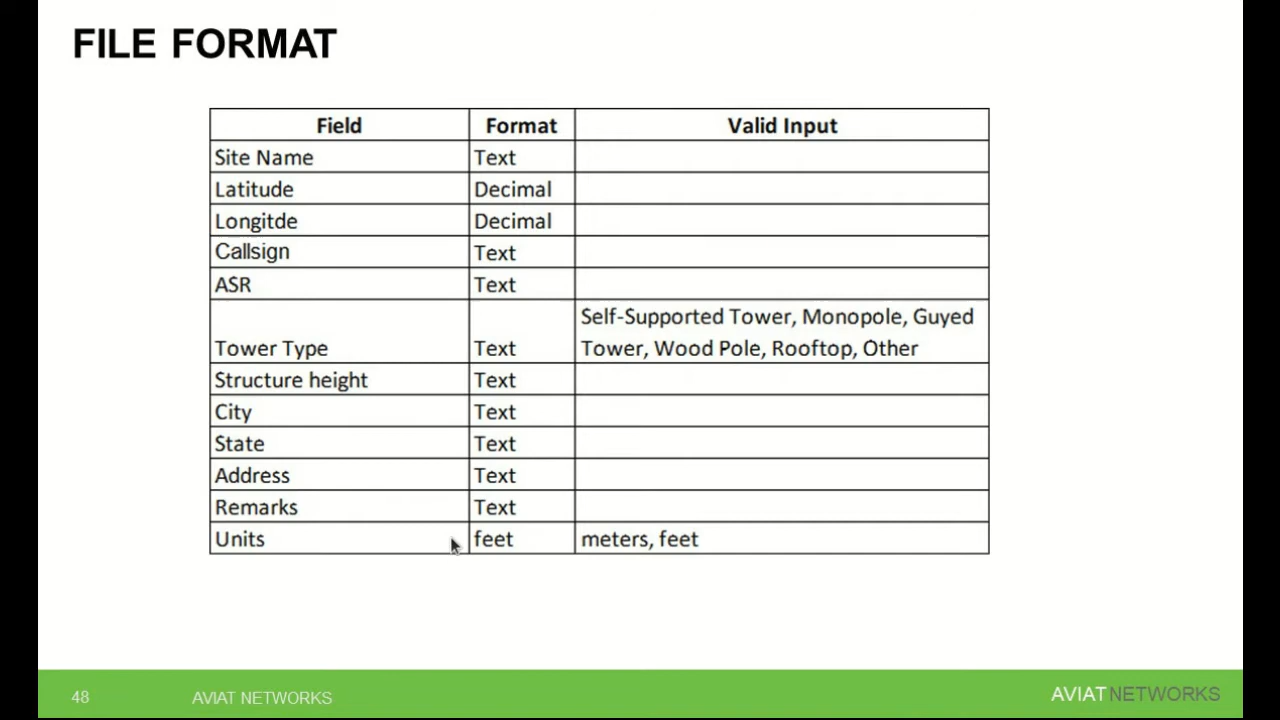 FILE FORMAT
Field Format Valid Input
Site Name Text
Latitude Decimal
Longitde Decimal
Callsign Text
ASR Text
Self-Supported Tower, Monopole, Guyed
Tower Type Text Tower, Wood Pole, Rooftop, Other
Structure height Text
City Text
State Text
Address Text
Remarks Text
Units feet meters, feet
48 AVIAT NETWORKS AVIAT NETWORKS